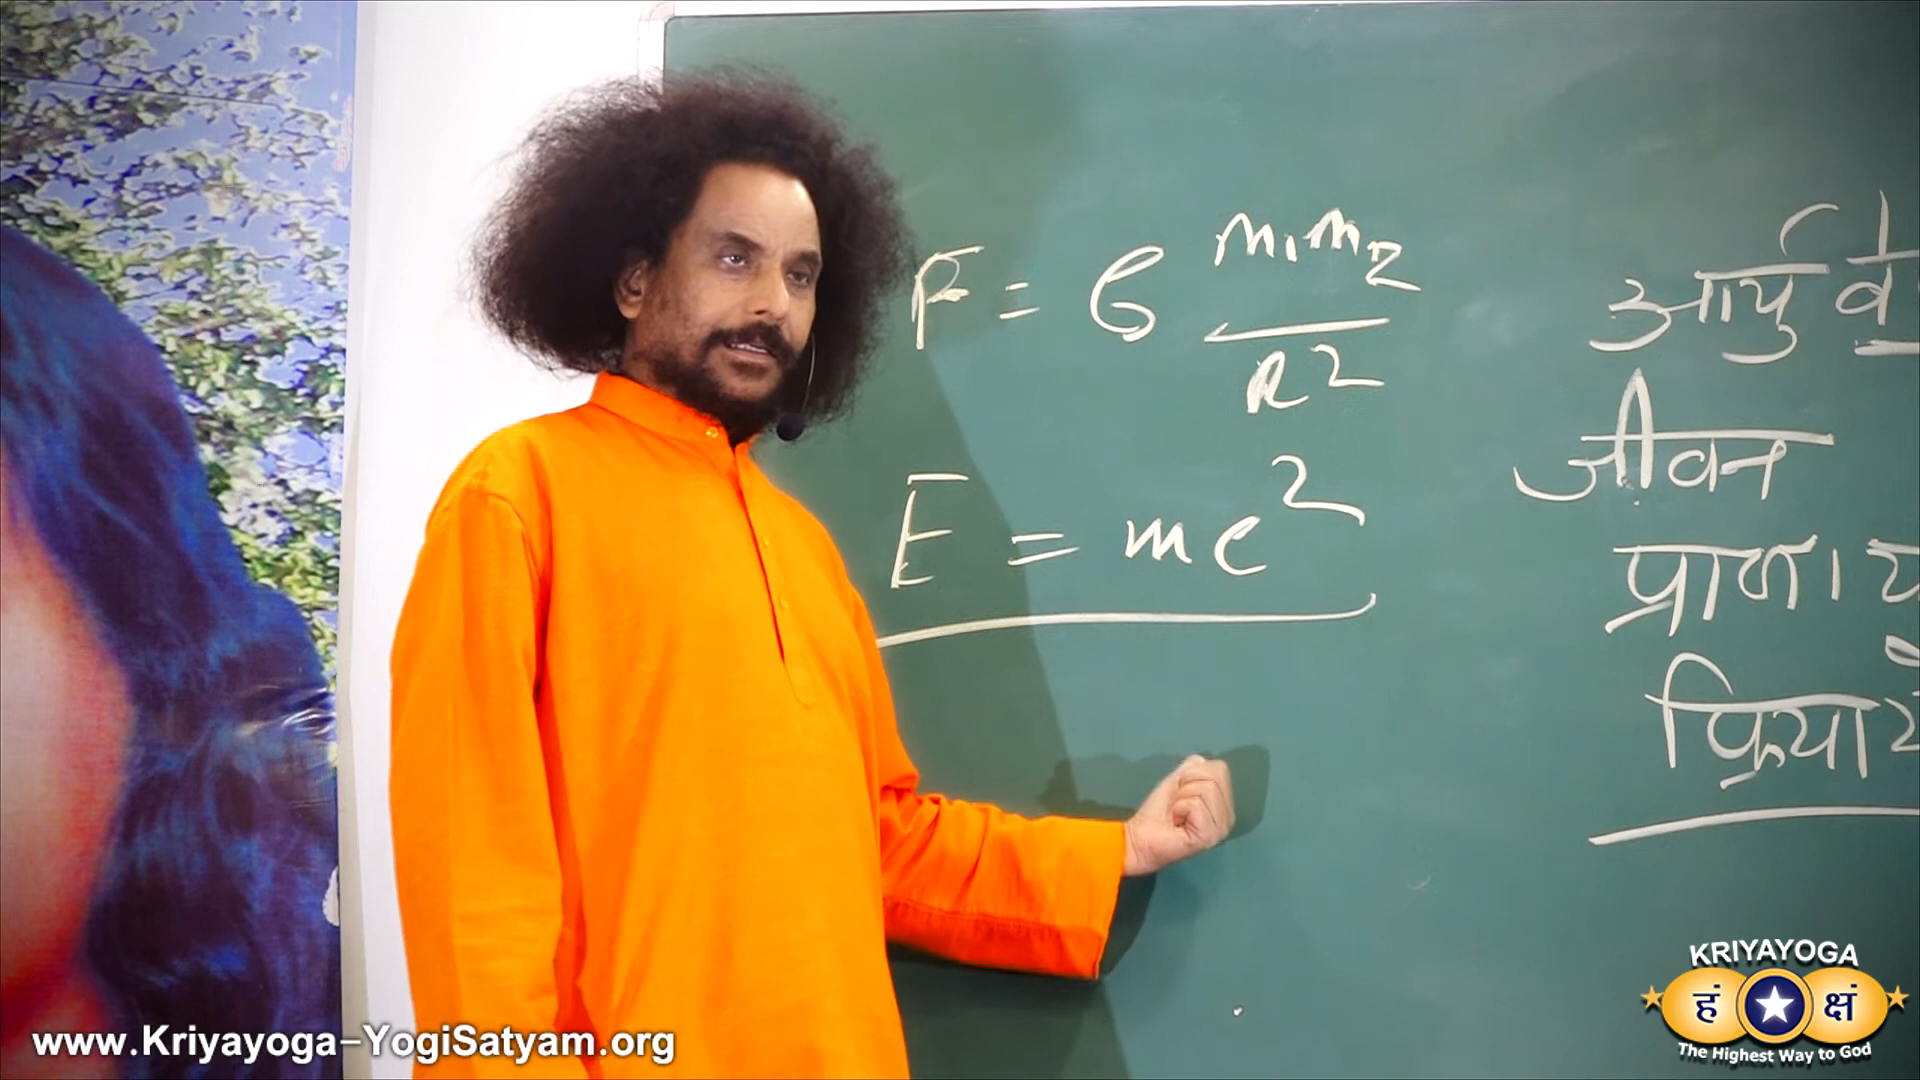 F = G m₁m₂
R²
E = mc²
आयुर्वे
जीवन
प्राणाय
क्रियायें
www.Kriyayoga-YogiSatyam.org
KRIYAYOGA
हं क्षं
The Highest Way to God